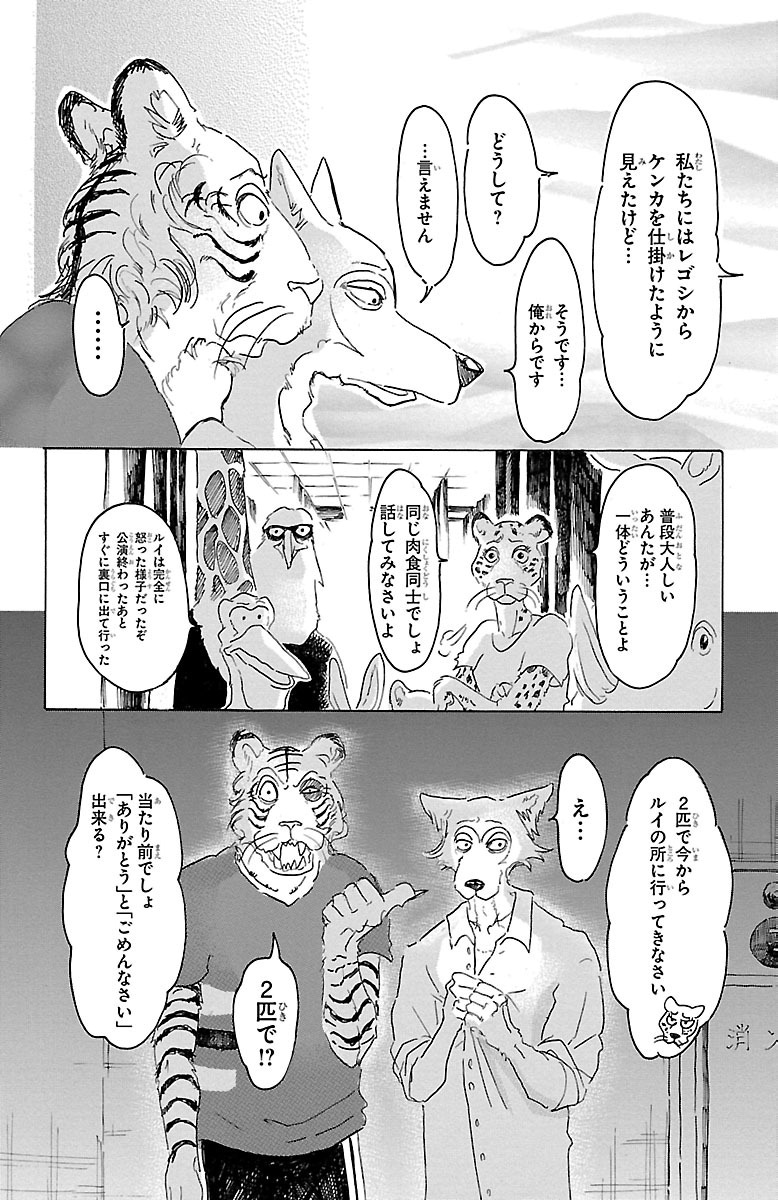 私たちにはレゴシから
ケンカを仕掛けたように
見えたけど…
そうです…
俺からです
どうして?
…言えません
……
普段大人しい
あんたが…
一体どういうことよ
同じ肉食同士でしょ
話してみなさいよ
ルイは完全に
怒った様子だったぞ
公演終わったあと
すぐに裏口に出て行った
2匹で今から
ルイの所に行ってきなさい
え…
2匹で!?
当たり前でしょ
「ありがとう」と「ごめんなさい」
出来る?
消火